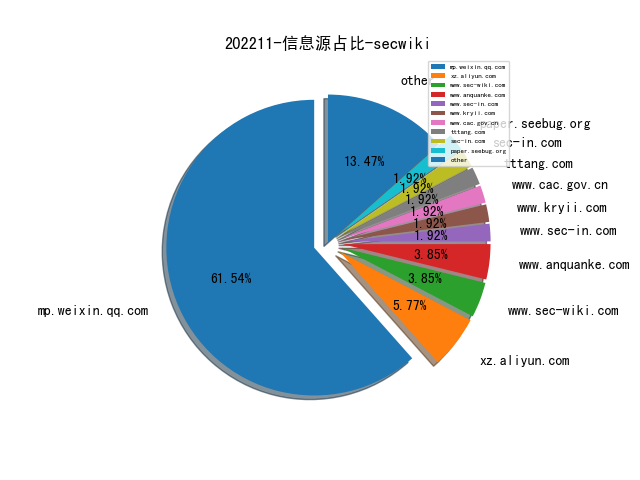 202211-信息源占比-secwiki
other
mp.weixin.qq.com
xz.aliyun.com
www.sec-wiki.com
www.anquanke.com
www.sec-in.com
www.kryii.com
www.cac.gov.cn
tttang.com
sec-in.com
paper.seebug.org
other
paper.seebug.org
sec-in.com
tttang.com
www.cac.gov.cn
www.kryii.com
www.sec-in.com
www.anquanke.com
www.sec-wiki.com
xz.aliyun.com
mp.weixin.qq.com
13.47%
1.92%
1.92%
1.92%
1.92%
1.92%
1.92%
3.85%
3.85%
5.77%
61.54%